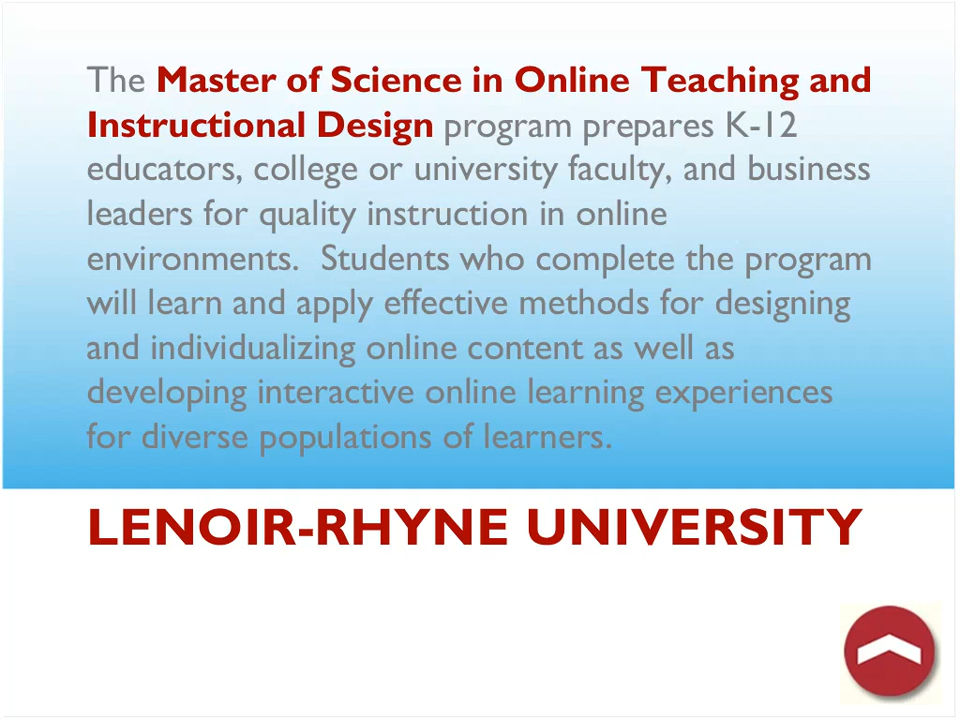 The Master of Science in Online Teaching and
Instructional Design program prepares K-12
educators, college or university faculty, and business
leaders for quality instruction in online
environments.  Students who complete the program
will learn and apply effective methods for designing
and individualizing online content as well as
developing interactive online learning experiences
for diverse populations of learners.
LENOIR-RHYNE UNIVERSITY